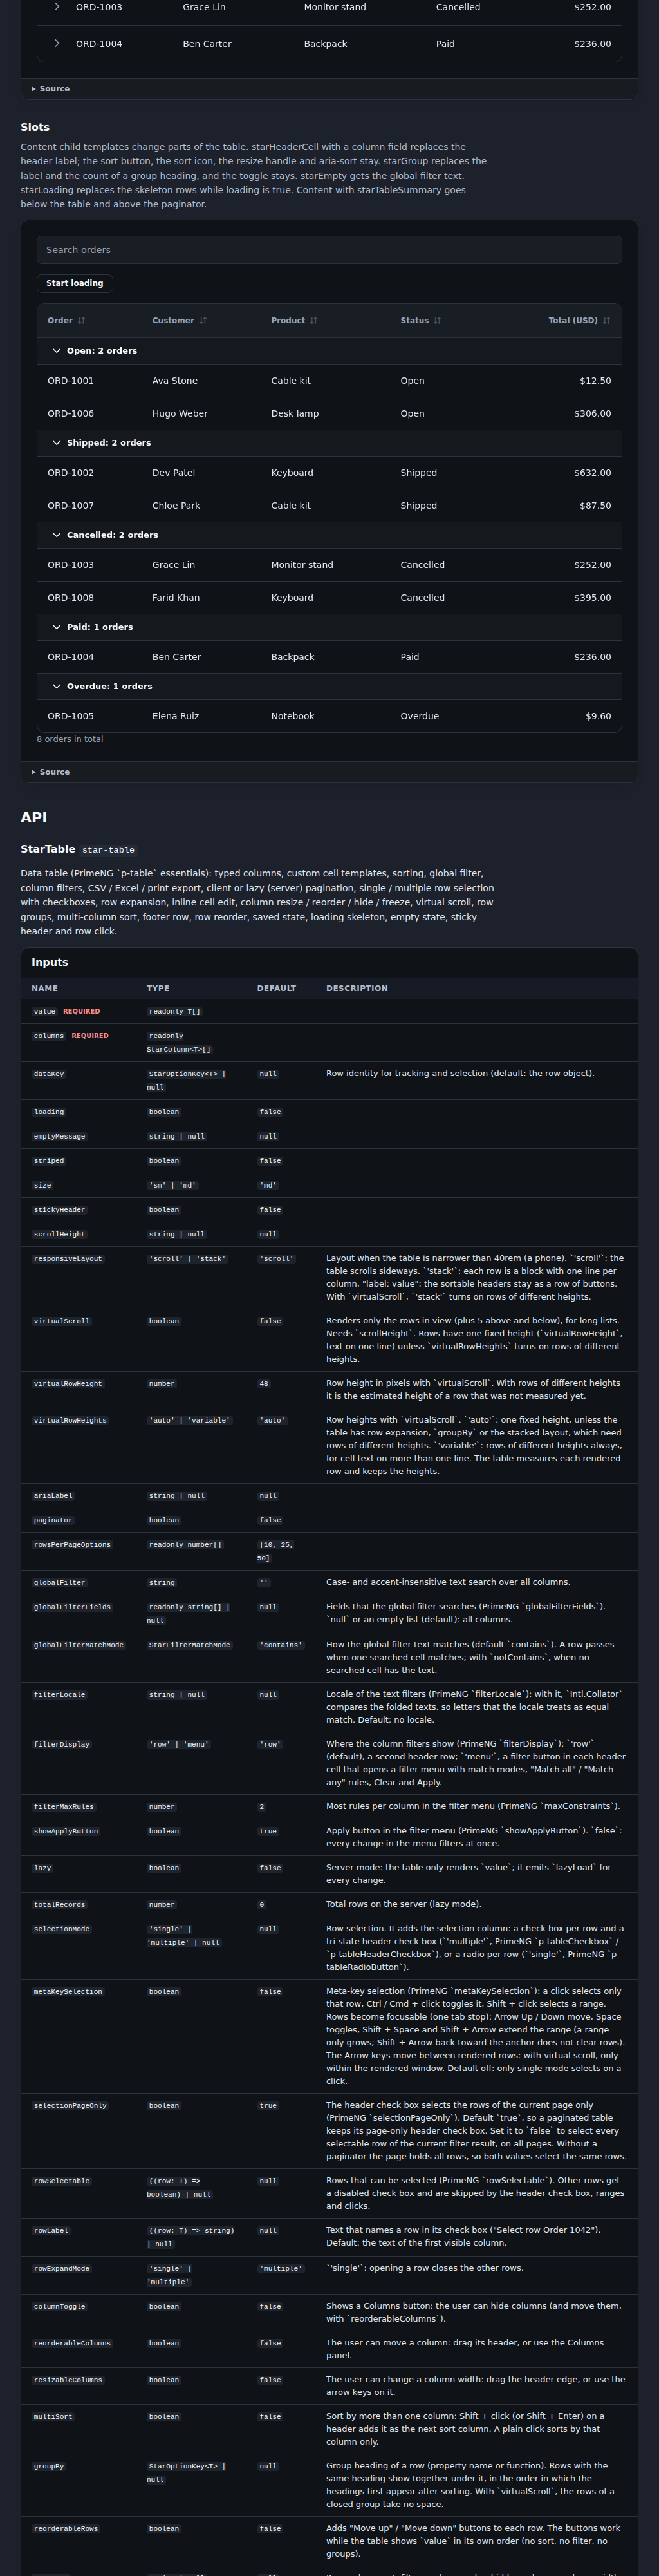 ORD-1003 Grace Lin Monitor stand Cancelled $252.00
ORD-1004 Ben Carter Backpack Paid $236.00
Source
Slots
Content child templates change parts of the table. starHeaderCell with a column field replaces the
header label; the sort button, the sort icon, the resize handle and aria-sort stay. starGroup replaces the
label and the count of a group heading, and the toggle stays. starEmpty gets the global filter text.
starLoading replaces the skeleton rows while loading is true. Content with starTableSummary goes
below the table and above the paginator.
Search orders
Start loading
Order Customer Product Status Total (USD)
Open: 2 orders
ORD-1001 Ava Stone Cable kit Open $12.50
ORD-1006 Hugo Weber Desk lamp Open $306.00
Shipped: 2 orders
ORD-1002 Dev Patel Keyboard Shipped $632.00
ORD-1007 Chloe Park Cable kit Shipped $87.50
Cancelled: 2 orders
ORD-1003 Grace Lin Monitor stand Cancelled $252.00
ORD-1008 Farid Khan Keyboard Cancelled $395.00
Paid: 1 orders
ORD-1004 Ben Carter Backpack Paid $236.00
Overdue: 1 orders
ORD-1005 Elena Ruiz Notebook Overdue $9.60
8 orders in total
Source
API
StarTable star-table
Data table (PrimeNG `p-table` essentials): typed columns, custom cell templates, sorting, global filter,
column filters, CSV / Excel / print export, client or lazy (server) pagination, single / multiple row selection
with checkboxes, row expansion, inline cell edit, column resize / reorder / hide / freeze, virtual scroll, row
groups, multi-column sort, footer row, row reorder, saved state, loading skeleton, empty state, sticky
header and row click.
Inputs
NAME TYPE DEFAULT DESCRIPTION
value REQUIRED readonly T[]
columns REQUIRED readonly
StarColumn<T>[]
dataKey StarOptionKey<T> | null Row identity for tracking and selection (default: the row object).
null
loading boolean false
emptyMessage string | null null
striped boolean false
size 'sm' | 'md' 'md'
stickyHeader boolean false
scrollHeight string | null null
responsiveLayout 'scroll' | 'stack' 'scroll' Layout when the table is narrower than 40rem (a phone). `'scroll'`: the
table scrolls sideways. `'stack'`: each row is a block with one line per
column, "label: value"; the sortable headers stay as a row of buttons.
With `virtualScroll`, `'stack'` turns on rows of different heights.
virtualScroll boolean false Renders only the rows in view (plus 5 above and below), for long lists.
Needs `scrollHeight`. Rows have one fixed height (`virtualRowHeight`,
text on one line) unless `virtualRowHeights` turns on rows of different
heights.
virtualRowHeight number 48 Row height in pixels with `virtualScroll`. With rows of different heights
it is the estimated height of a row that was not measured yet.
virtualRowHeights 'auto' | 'variable' 'auto' Row heights with `virtualScroll`. `'auto'`: one fixed height, unless the
table has row expansion, `groupBy` or the stacked layout, which need
rows of different heights. `'variable'`: rows of different heights always,
for cell text on more than one line. The table measures each rendered
row and keeps the heights.
ariaLabel string | null null
paginator boolean false
rowsPerPageOptions readonly number[] [10, 25,
50]
globalFilter string '' Case- and accent-insensitive text search over all columns.
globalFilterFields readonly string[] | null Fields that the global filter searches (PrimeNG `globalFilterFields`).
null `null` or an empty list (default): all columns.
globalFilterMatchMode StarFilterMatchMode 'contains' How the global filter text matches (default `contains`). A row passes
when one searched cell matches; with `notContains`, when no
searched cell has the text.
filterLocale string | null null Locale of the text filters (PrimeNG `filterLocale`): with it, `Intl.Collator`
compares the folded texts, so letters that the locale treats as equal
match. Default: no locale.
filterDisplay 'row' | 'menu' 'row' Where the column filters show (PrimeNG `filterDisplay`): `'row'`
(default), a second header row; `'menu'`, a filter button in each header
cell that opens a filter menu with match modes, "Match all" / "Match
any" rules, Clear and Apply.
filterMaxRules number 2 Most rules per column in the filter menu (PrimeNG `maxConstraints`).
showApplyButton boolean true Apply button in the filter menu (PrimeNG `showApplyButton`). `false`:
every change in the menu filters at once.
lazy boolean false Server mode: the table only renders `value`; it emits `lazyLoad` for
every change.
totalRecords number 0 Total rows on the server (lazy mode).
selectionMode 'single' | null Row selection. It adds the selection column: a check box per row and a
'multiple' | null tri-state header check box (`'multiple'`, PrimeNG `p-tableCheckbox` /
`p-tableHeaderCheckbox`), or a radio per row (`'single'`, PrimeNG `p-
tableRadioButton`).
metaKeySelection boolean false Meta-key selection (PrimeNG `metaKeySelection`): a click selects only
that row, Ctrl / Cmd + click toggles it, Shift + click selects a range.
Rows become focusable (one tab stop): Arrow Up / Down move, Space
toggles, Shift + Space and Shift + Arrow extend the range (a range
only grows; Shift + Arrow back toward the anchor does not clear rows).
The Arrow keys move between rendered rows: with virtual scroll, only
within the rendered window. Default off: only single mode selects on a
click.
selectionPageOnly boolean true The header check box selects the rows of the current page only
(PrimeNG `selectionPageOnly`). Default `true`, so a paginated table
keeps its page-only header check box. Set it to `false` to select every
selectable row of the current filter result, on all pages. Without a
paginator the page holds all rows, so both values select the same rows.
rowSelectable ((row: T) => null Rows that can be selected (PrimeNG `rowSelectable`). Other rows get
boolean) | null a disabled check box and are skipped by the header check box, ranges
and clicks.
rowLabel ((row: T) => string) null Text that names a row in its check box ("Select row Order 1042").
| null Default: the text of the first visible column.
rowExpandMode 'single' | 'multiple' `'single'`: opening a row closes the other rows.
'multiple'
columnToggle boolean false Shows a Columns button: the user can hide columns (and move them,
with `reorderableColumns`).
reorderableColumns boolean false The user can move a column: drag its header, or use the Columns
panel.
resizableColumns boolean false The user can change a column width: drag the header edge, or use the
arrow keys on it.
multiSort boolean false Sort by more than one column: Shift + click (or Shift + Enter) on a
header adds it as the next sort column. A plain click sorts by that
column only.
groupBy StarOptionKey<T> | null Group heading of a row (property name or function). Rows with the
null same heading show together under it, in the order in which the
headings first appear after sorting. With `virtualScroll`, the rows of a
closed group take no space.
reorderableRows boolean false Adds "Move up" / "Move down" buttons to each row. The buttons work
while the table shows `value` in its own order (no sort, no filter, no
groups).